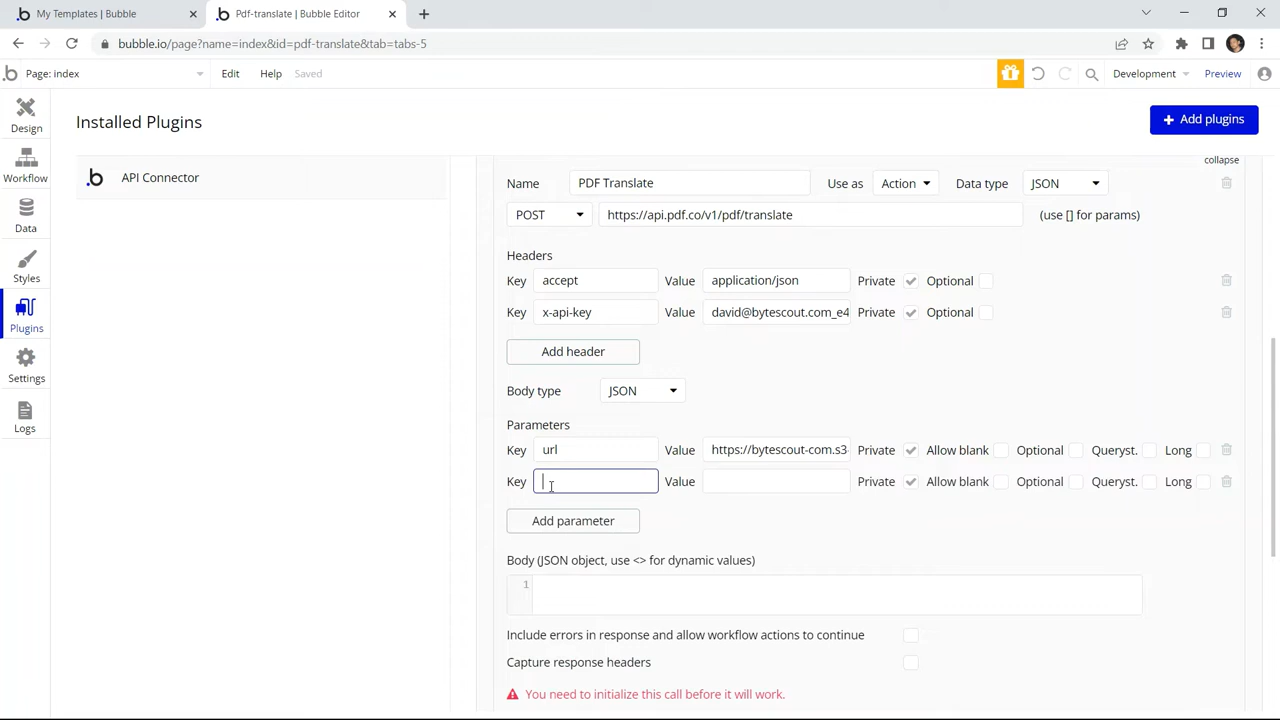 My Templates | Bubble
Pdf-translate | Bubble Editor
bubble.io/page?name=index&id=pdf-translate&tab=tabs-5
Page: index
Edit
Help
Saved
Development
Preview
Design
Workflow
Data
Styles
Plugins
Settings
Logs
Installed Plugins
Add plugins
API Connector
collapse
Name PDF Translate Use as Action Data type JSON
POST https://api.pdf.co/v1/pdf/translate (use [] for params)
Headers
Key accept Value application/json Private Optional
Key x-api-key Value david@bytescout.com_e4 Private Optional
Add header
Body type JSON
Parameters
Key url Value https://bytescout-com.s3- Private Allow blank Optional Queryst. Long
Key Value Private Allow blank Optional Queryst. Long
Add parameter
Body (JSON object, use <> for dynamic values)
1
Include errors in response and allow workflow actions to continue
Capture response headers
You need to initialize this call before it will work.